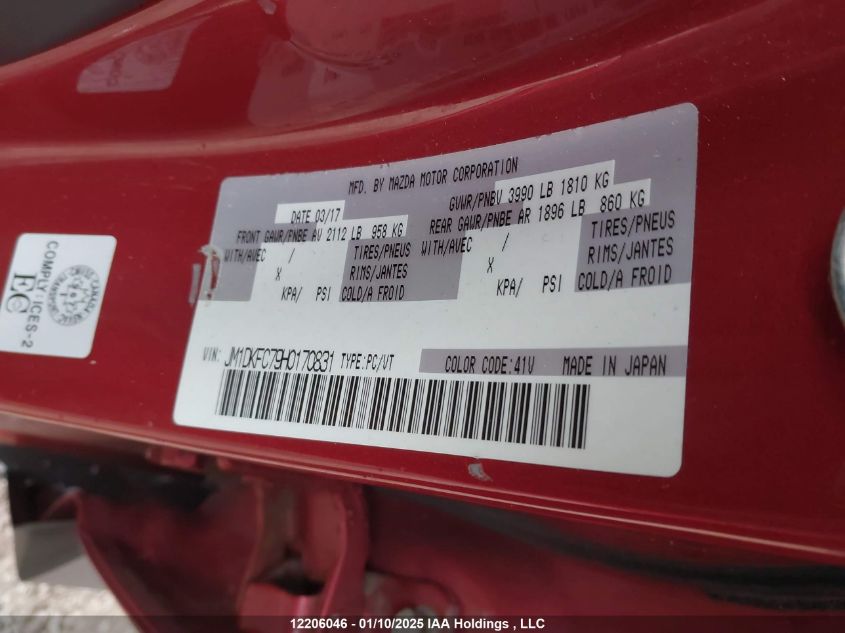 MFD. BY MAZDA MOTOR CORPORATION
DATE 03/17 GVWR/PNBV 3990 LB 1810 KG
FRONT GAWR/PNBE AV 2112 LB 958 KG REAR GAWR/PNBE AR 1896 LB 860 KG
WITH/AVEC / TIRES/PNEUS WITH/AVEC / TIRES/PNEUS
X RIMS/JANTES X RIMS/JANTES
KPA/ PSI COLD/A FROID KPA/ PSI COLD/A FROID
VIN: JM1DKFC79H0170831 TYPE:PC/VT COLOR CODE:41V MADE IN JAPAN
COMPLY:ICES-2
EC
12206046 - 01/10/2025 IAA Holdings , LLC